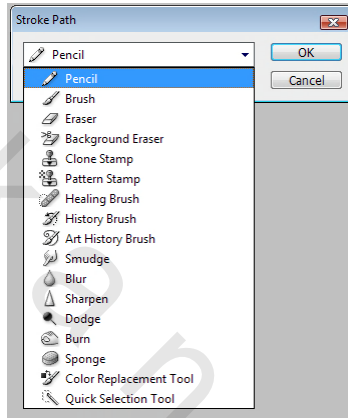 Stroke Path
Pencil
OK
Cancel
Pencil
Brush
Eraser
Background Eraser
Clone Stamp
Pattern Stamp
Healing Brush
History Brush
Art History Brush
Smudge
Blur
Sharpen
Dodge
Burn
Sponge
Color Replacement Tool
Quick Selection Tool